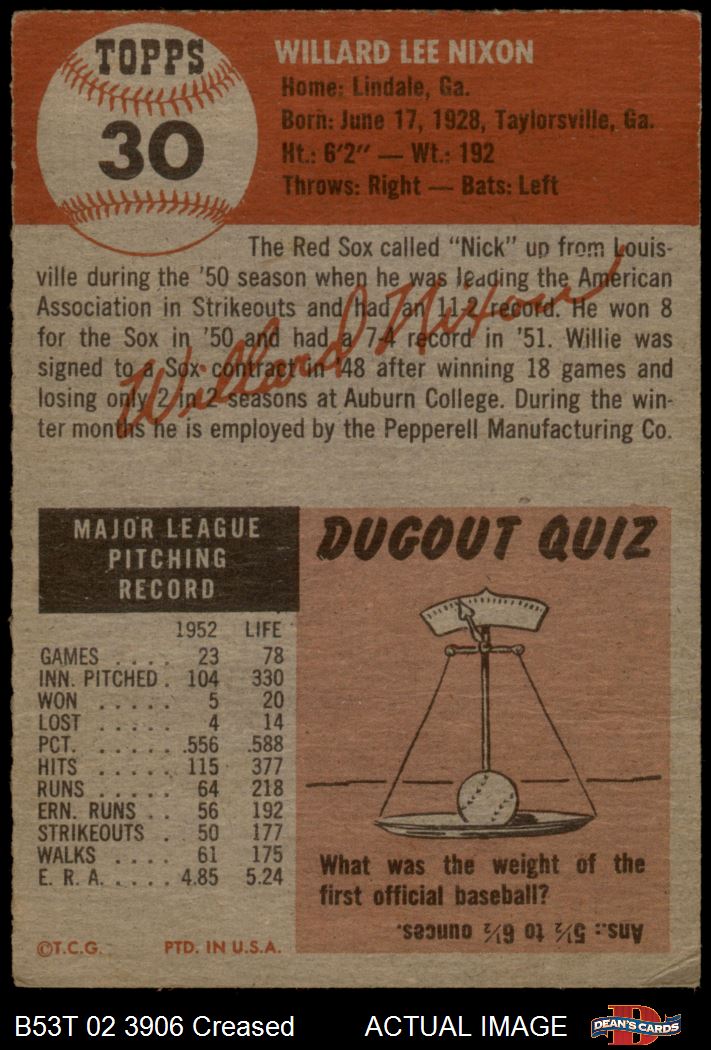 TOPPS
30
WILLARD LEE NIXON
Home: Lindale, Ga.
Born: June 17, 1928, Taylorsville, Ga.
Ht.: 6'2" — Wt.: 192
Throws: Right — Bats: Left
The Red Sox called "Nick" up from Louis-
ville during the '50 season when he was leading the American
Association in Strikeouts and had an 11-2 record. He won 8
for the Sox in '50 and had a 7-4 record in '51. Willie was
signed to a Sox contract in '48 after winning 18 games and
losing only 2 in 2 seasons at Auburn College. During the win-
ter months he is employed by the Pepperell Manufacturing Co.
Willard Nixon
MAJOR LEAGUE
PITCHING
RECORD
1952 LIFE
GAMES . . . . 23 78
INN. PITCHED . 104 330
WON . . . . . 5 20
LOST . . . . . 4 14
PCT. . . . . . .556 .588
HITS . . . . . 115 377
RUNS . . . . . 64 218
ERN. RUNS . . 56 192
STRIKEOUTS . 50 177
WALKS . . . . 61 175
E. R. A. . . . . . 4.85 5.24
©T.C.G. PTD. IN U.S.A.
DUGOUT QUIZ
What was the weight of the
first official baseball?
Ans.: 5½ to 6½ ounces.
B53T 02 3906 Creased ACTUAL IMAGE
D
DEAN'S CARDS